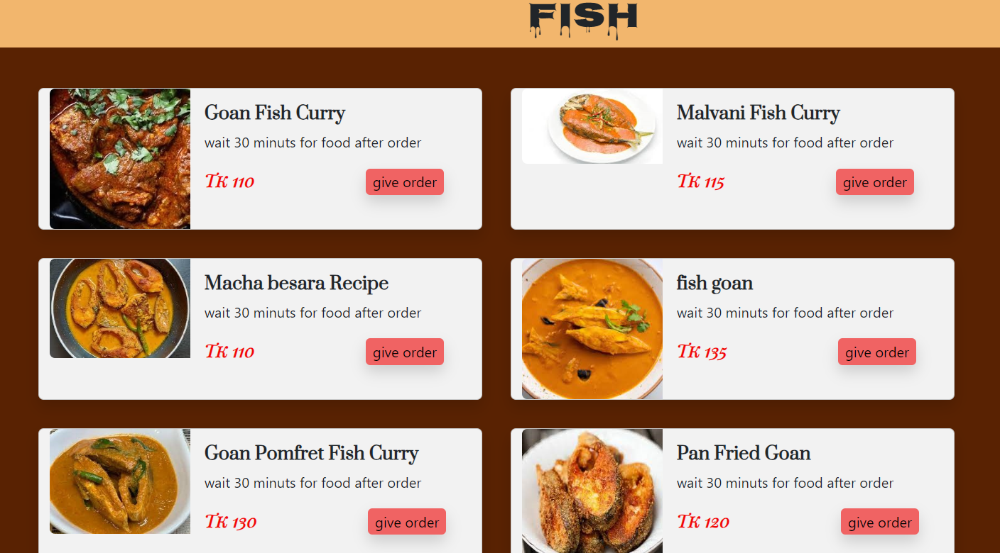 FISH
Goan Fish Curry
wait 30 minuts for food after order
TK 110
give order
Malvani Fish Curry
wait 30 minuts for food after order
TK 115
give order
Macha besara Recipe
wait 30 minuts for food after order
TK 110
give order
fish goan
wait 30 minuts for food after order
TK 135
give order
Goan Pomfret Fish Curry
wait 30 minuts for food after order
TK 130
give order
Pan Fried Goan
wait 30 minuts for food after order
TK 120
give order